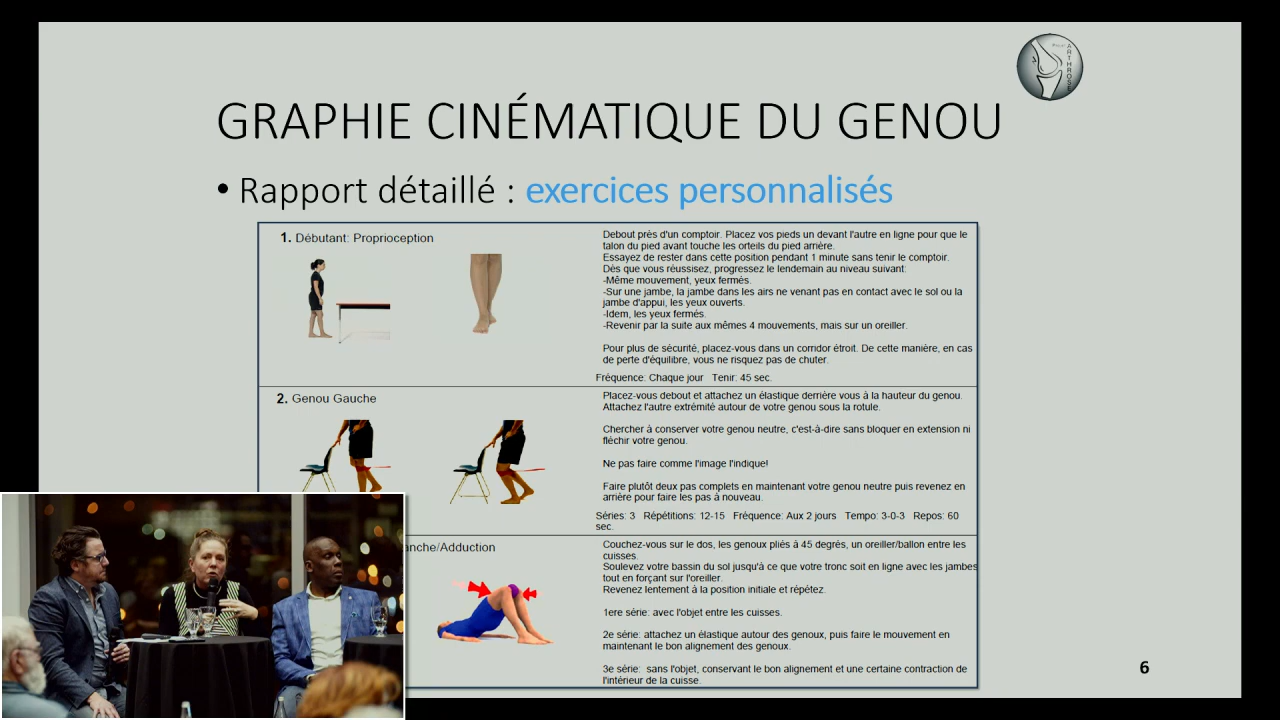 ARTHROSE
GRAPHIE CINÉMATIQUE DU GENOU
• Rapport détaillé : exercices personnalisés
1. Débutant: Proprioception
Debout près d'un comptoir. Placez vos pieds un devant l'autre en ligne pour que le
talon du pied avant touche les orteils du pied arrière.
Essayez de rester dans cette position pendant 1 minute sans tenir le comptoir.
Dès que vous réussisez, progressez le lendemain au niveau suivant:
-Même mouvement, yeux fermés.
-Sur une jambe, la jambe dans les airs ne venant pas en contact avec le sol ou la
jambe d'appui, les yeux ouverts.
-Idem, les yeux fermés.
-Revenir par la suite aux mêmes 4 mouvements, mais sur un oreiller.
Pour plus de sécurité, placez-vous dans un corridor étroit. De cette manière, en cas
de perte d'équilibre, vous ne risquez pas de chuter.
Fréquence: Chaque jour Tenir: 45 sec.
2. Genou Gauche
Placez-vous debout et attachez un élastique derrière vous à la hauteur du genou.
Attachez l'autre extrémité autour de votre genou sous la rotule.
Chercher à conserver votre genou neutre, c'est-à-dire sans bloquer en extension ni
fléchir votre genou.
Ne pas faire comme l'image l'indique!
Faire plutôt deux pas complets en maintenant votre genou neutre puis revenez en
arrière pour faire les pas à nouveau.
Séries: 3 Répétitions: 12-15 Fréquence: Aux 2 jours Tempo: 3-0-3 Repos: 60
sec.
anche/Adduction
Couchez-vous sur le dos, les genoux pliés à 45 degrés, un oreiller/ballon entre les
cuisses.
Soulevez votre bassin du sol jusqu'à ce que votre tronc soit en ligne avec les jambes
tout en forçant sur l'oreiller.
Revenez lentement à la position initiale et répétez.
1ere série: avec l'objet entre les cuisses.
2e série: attachez un élastique autour des genoux, puis faire le mouvement en
maintenant le bon alignement des genoux.
3e série: sans l'objet, conservant le bon alignement et une certaine contraction de
l'intérieur de la cuisse.
6